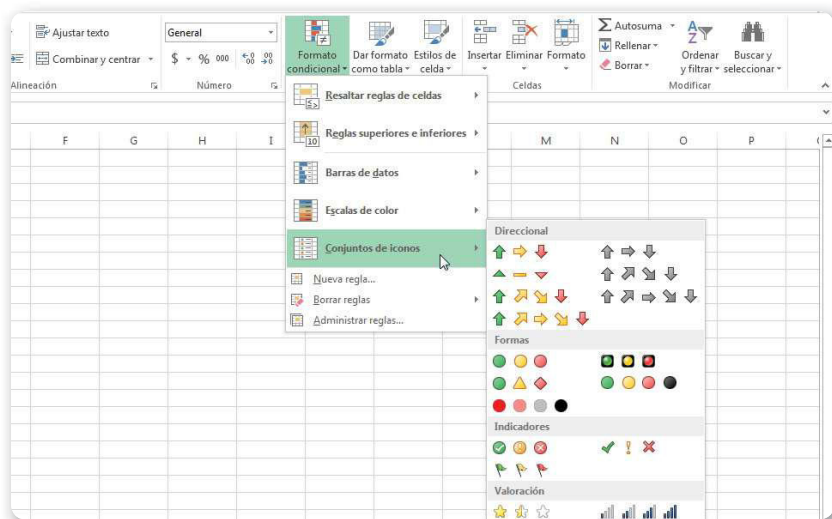 Ajustar texto
Combinar y centrar
Alineación
General
$ % 000
Número
Formato condicional
Dar formato como tabla
Estilos de celda
Insertar Eliminar Formato
Celdas
Autosuma
Rellenar
Borrar
Ordenar y filtrar
Buscar y seleccionar
Modificar
Resaltar reglas de celdas
Reglas superiores e inferiores
Barras de datos
Escalas de color
Conjuntos de iconos
Nueva regla...
Borrar reglas
Administrar reglas...
F G H I M N O P
Direccional
Formas
Indicadores
Valoración